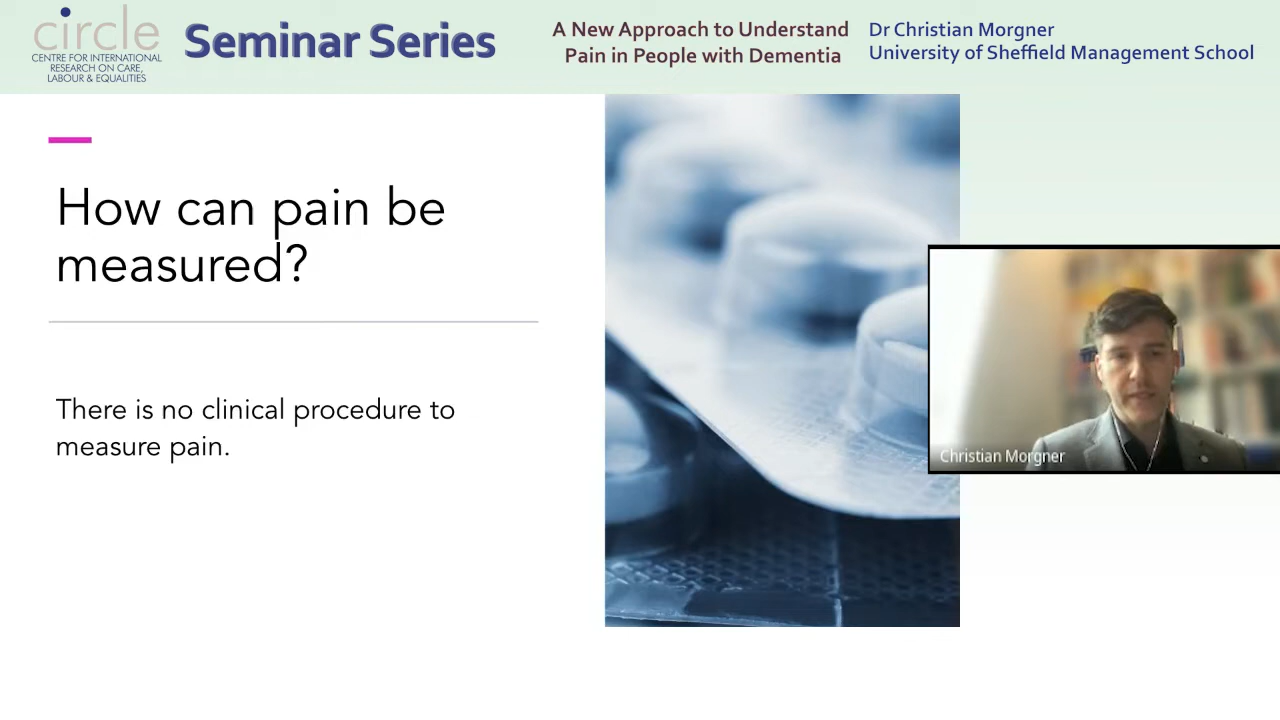 circle
CENTRE FOR INTERNATIONAL
RESEARCH ON CARE,
LABOUR & EQUALITIES
Seminar Series
A New Approach to Understand
Pain in People with Dementia
Dr Christian Morgner
University of Sheffield Management School
How can pain be
measured?
There is no clinical procedure to
measure pain.
Christian Morgner